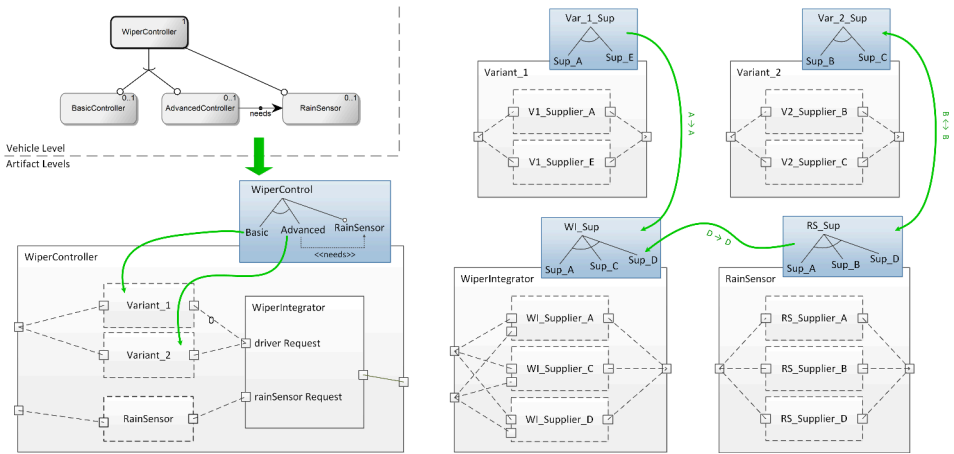 WiperController
1
BasicController
0..1
AdvancedController
0..1
needs
RainSensor
0..1
Vehicle Level
Artifact Levels
WiperControl
Basic
Advanced
RainSensor
<<needs>>
WiperController
Variant_1
Variant_2
RainSensor
WiperIntegrator
driver Request
rainSensor Request
Var_1_Sup
Sup_A
Sup_E
Variant_1
V1_Supplier_A
V1_Supplier_E
A → A
Var_2_Sup
Sup_B
Sup_C
Variant_2
V2_Supplier_B
V2_Supplier_C
B ↔ B
WI_Sup
Sup_A
Sup_C
Sup_D
WiperIntegrator
WI_Supplier_A
WI_Supplier_C
WI_Supplier_D
D → D
RS_Sup
Sup_A
Sup_B
Sup_D
RainSensor
RS_Supplier_A
RS_Supplier_B
RS_Supplier_D